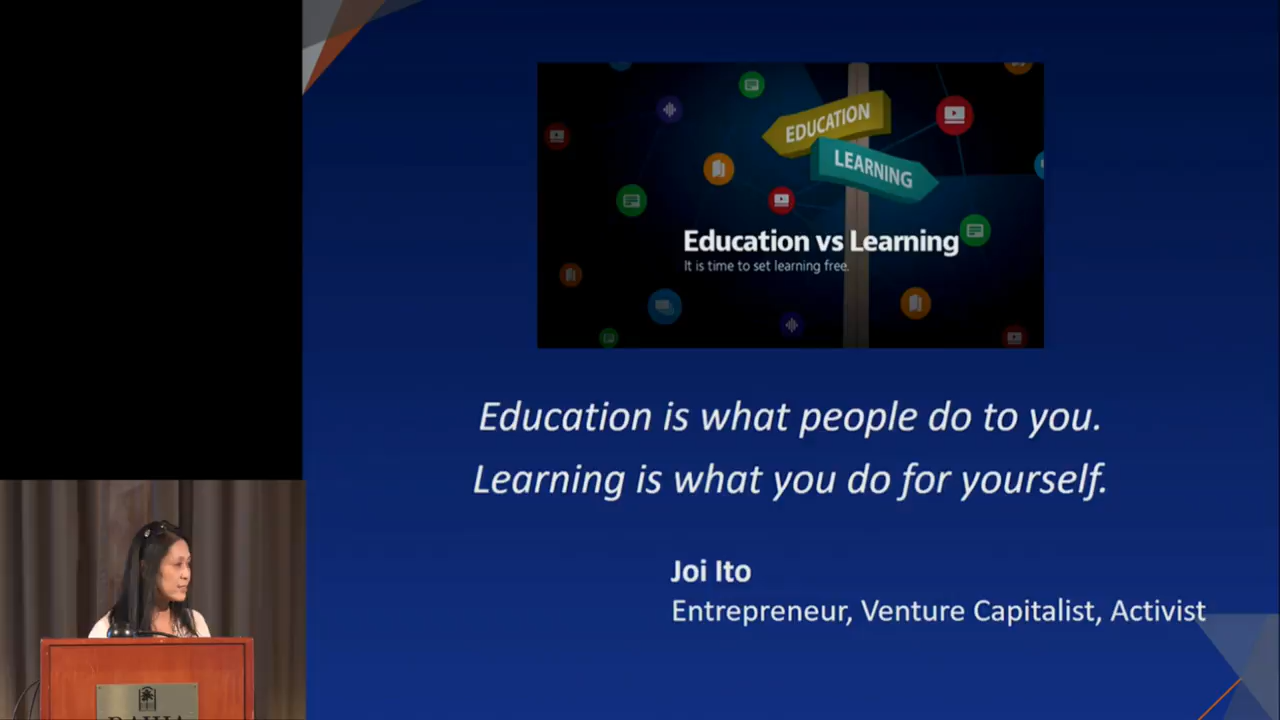 EDUCATION
LEARNING
Education vs Learning
It is time to set learning free.
Education is what people do to you.
Learning is what you do for yourself.
Joi Ito
Entrepreneur, Venture Capitalist, Activist